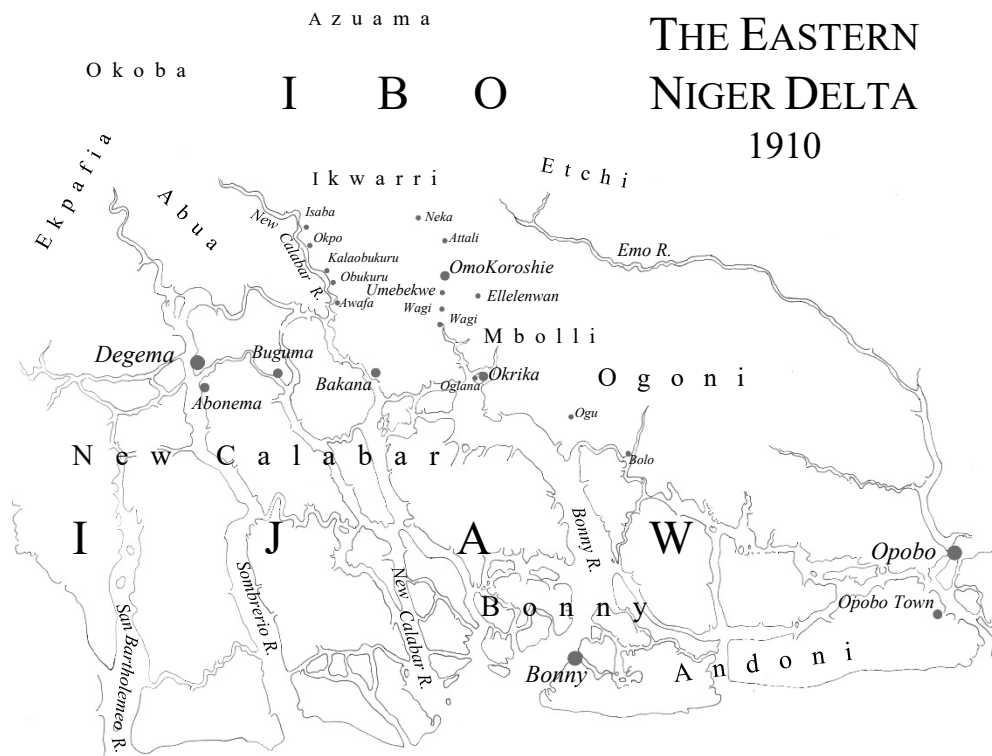 Azuama
THE EASTERN
NIGER DELTA
1910
Okoba
IBO
Ekpafia
Abua
Ikwarri
Etchi
New Calabar R.
Isaba
Okpo
Kalaobukuru
Obukuru
Awafa
Neka
Attali
OmoKoroshie
Umebekwe
Ellelenwan
Wagi
Wagi
Emo R.
Mbolli
Degema
Buguma
Bakana
Abonema
Oglana
Okrika
Ogoni
Ogu
Bolo
New Calabar
IJAW
San Bartholemeo R.
Sombrerio R.
New Calabar R.
Bonny R.
Bonny
Opobo
Opobo Town
Bonny
Andoni